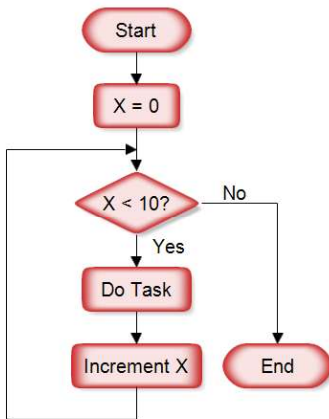 Start
X = 0
X < 10?
No
Yes
Do Task
Increment X
End